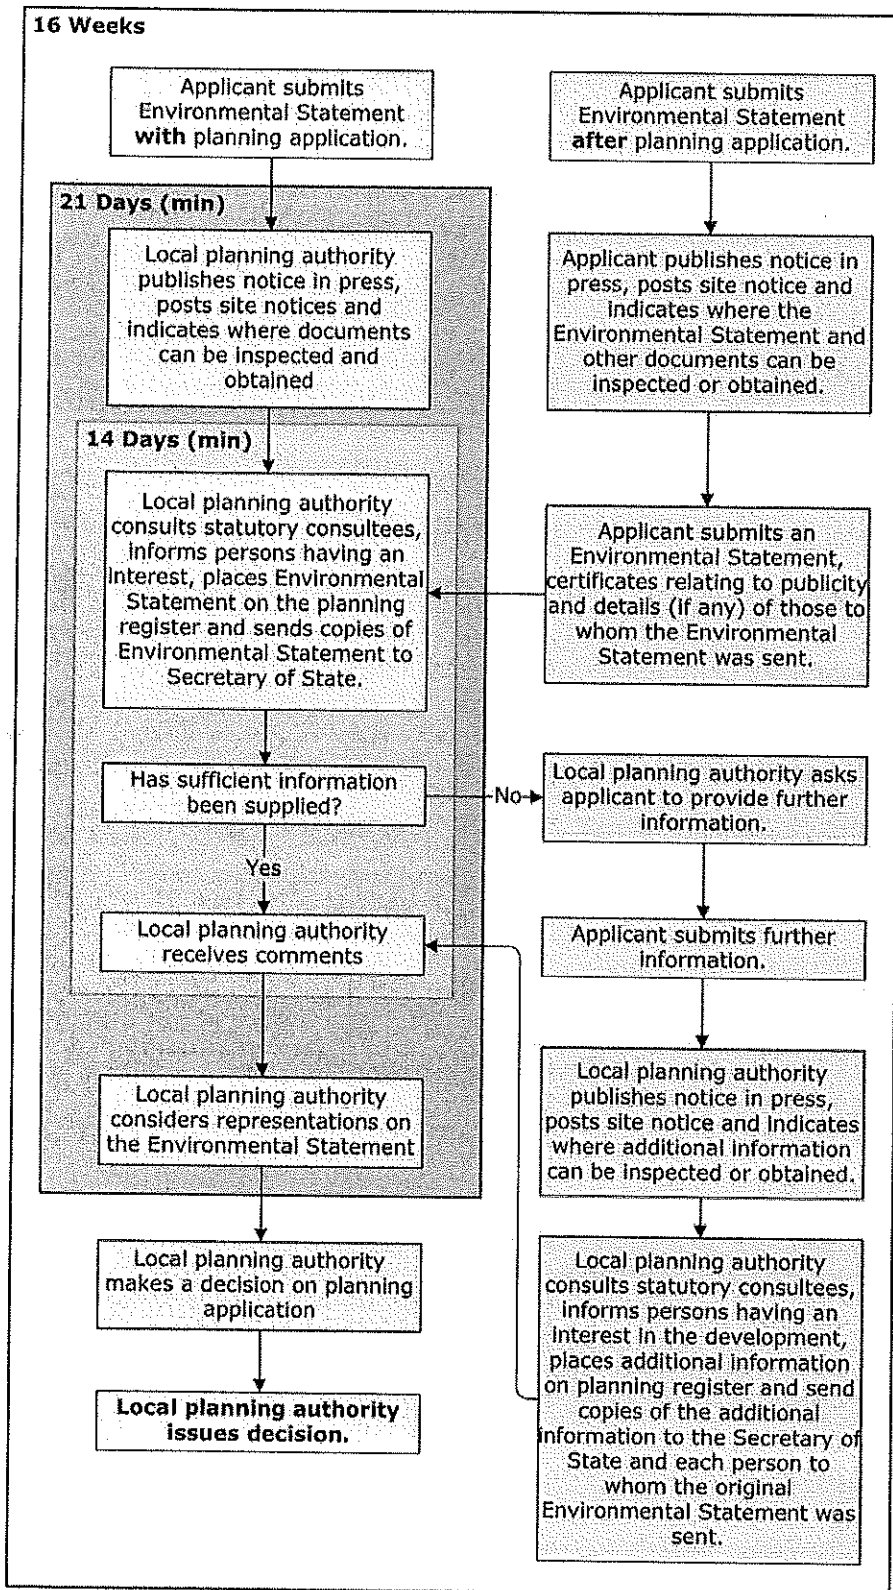 16 Weeks
Applicant submits
Environmental Statement
with planning application.
21 Days (min)
Local planning authority
publishes notice in press,
posts site notices and
indicates where documents
can be inspected and
obtained
14 Days (min)
Local planning authority
consults statutory consultees,
informs persons having an
interest, places Environmental
Statement on the planning
register and sends copies of
Environmental Statement to
Secretary of State.
Has sufficient information
been supplied?
No
Yes
Local planning authority
receives comments
Local planning authority
considers representations on
the Environmental Statement
Local planning authority
makes a decision on planning
application
Local planning authority
issues decision.
Applicant submits
Environmental Statement
after planning application.
Applicant publishes notice in
press, posts site notice and
indicates where the
Environmental Statement and
other documents can be
inspected or obtained.
Applicant submits an
Environmental Statement,
certificates relating to publicity
and details (if any) of those to
whom the Environmental
Statement was sent.
Local planning authority asks
applicant to provide further
information.
Applicant submits further
information.
Local planning authority
publishes notice in press,
posts site notice and indicates
where additional information
can be inspected or obtained.
Local planning authority
consults statutory consultees,
informs persons having an
interest in the development,
places additional information
on planning register and send
copies of the additional
information to the Secretary of
State and each person to
whom the original
Environmental Statement was
sent.